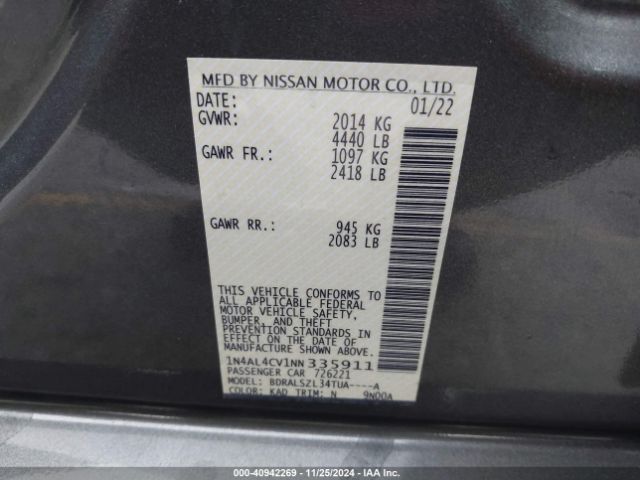 MFD BY NISSAN MOTOR CO., LTD.
DATE: 01/22
GVWR: 2014 KG
4440 LB
GAWR FR.: 1097 KG
2418 LB
GAWR RR.: 945 KG
2083 LB
THIS VEHICLE CONFORMS TO
ALL APPLICABLE FEDERAL
MOTOR VEHICLE SAFETY,
BUMPER, AND THEFT
PREVENTION STANDARDS IN
EFFECT ON THE DATE OF
MANUFACTURE SHOWN ABOVE.
1N4AL4CV1NN335911
PASSENGER CAR 726221
MODEL: BDRALSZL34TUA----A
COLOR: KAD TRIM: N 9N00A
000-40942269 - 11/25/2024 - IAA Inc.